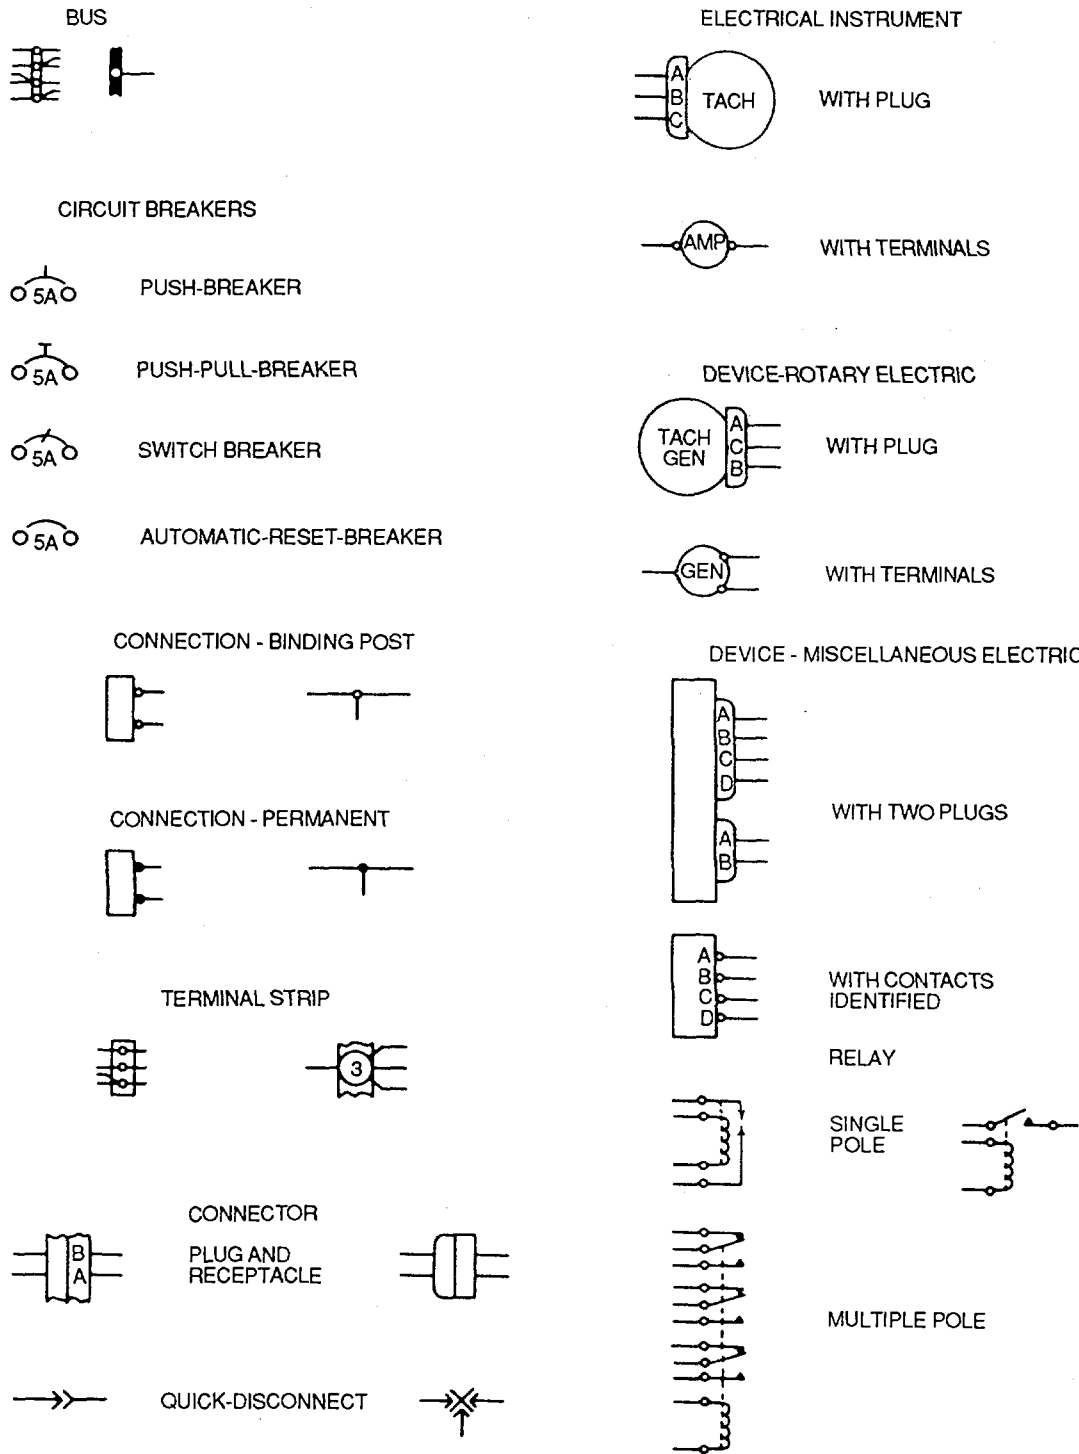 BUS
CIRCUIT BREAKERS
5A
PUSH-BREAKER
5A
PUSH-PULL-BREAKER
5A
SWITCH BREAKER
5A
AUTOMATIC-RESET-BREAKER
CONNECTION - BINDING POST
CONNECTION - PERMANENT
TERMINAL STRIP
3
CONNECTOR
B
A
PLUG AND
RECEPTACLE
QUICK-DISCONNECT
ELECTRICAL INSTRUMENT
A
B
C
TACH
WITH PLUG
AMP
WITH TERMINALS
DEVICE-ROTARY ELECTRIC
TACH
GEN
A
C
B
WITH PLUG
GEN
WITH TERMINALS
DEVICE - MISCELLANEOUS ELECTRIC
A
B
C
D
A
B
WITH TWO PLUGS
A
B
C
D
WITH CONTACTS
IDENTIFIED
RELAY
SINGLE
POLE
MULTIPLE POLE